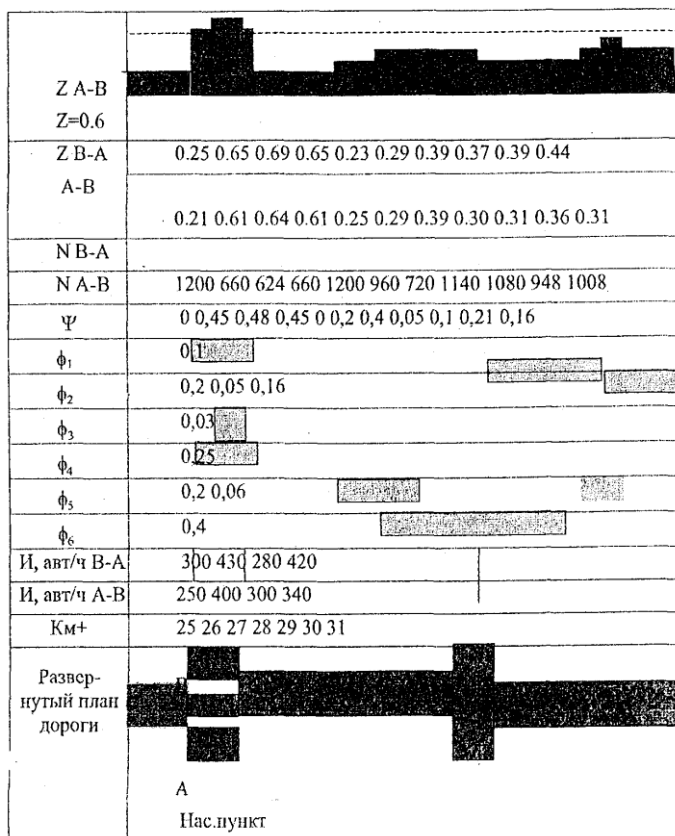 Z А-В
Z=0.6
Z В-А 0.25 0.65 0.69 0.65 0.23 0.29 0.39 0.37 0.39 0.44
А-В
0.21 0.61 0.64 0.61 0.25 0.29 0.39 0.30 0.31 0.36 0.31
N В-А
N А-В 1200 660 624 660 1200 960 720 1140 1080 948 1008
Ψ 0 0,45 0,48 0,45 0 0,2 0,4 0,05 0,1 0,21 0,16
ϕ₁ 0,1
ϕ₂ 0,2 0,05 0,16
ϕ₃ 0,03
ϕ₄ 0,25
ϕ₅ 0,2 0,06
ϕ₆ 0,4
И, авт/ч В-А 300 430 280 420
И, авт/ч А-В 250 400 300 340
Км+ 25 26 27 28 29 30 31
Развер-
нутый план
дороги
А
Нас.пункт